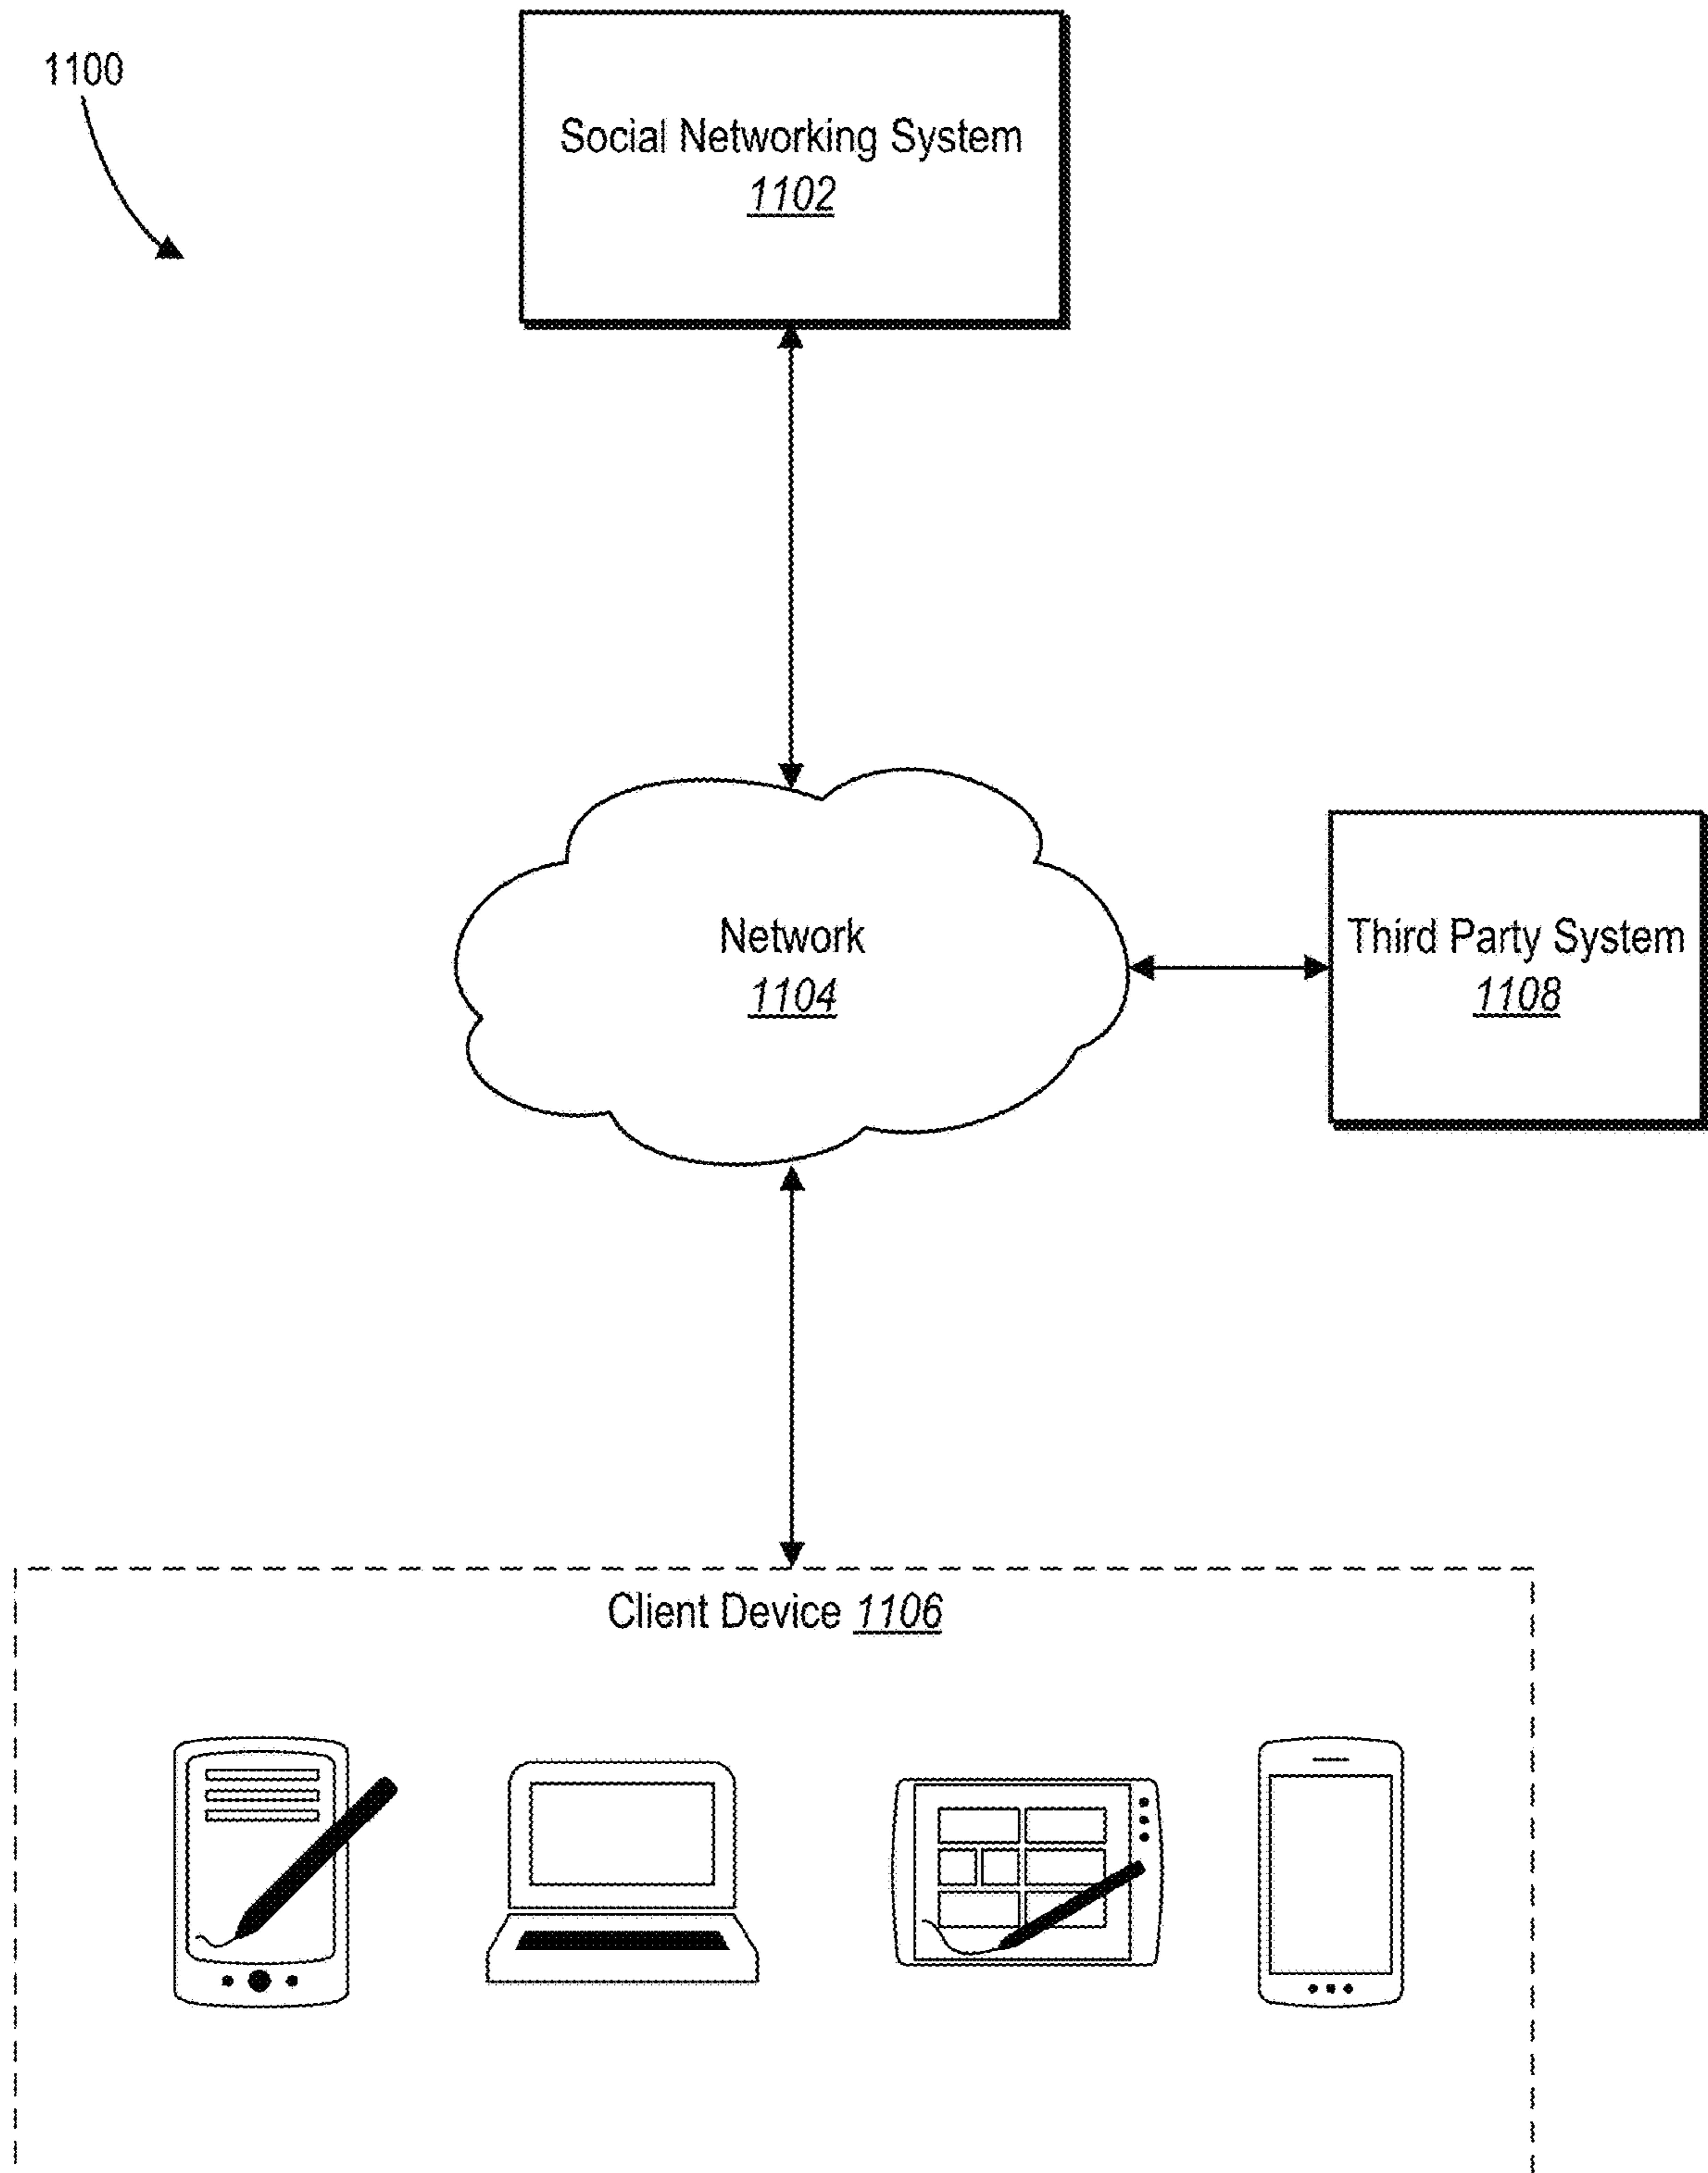 1100
Social Networking System
1102
Network
1104
Third Party System
1108
Client Device 1106